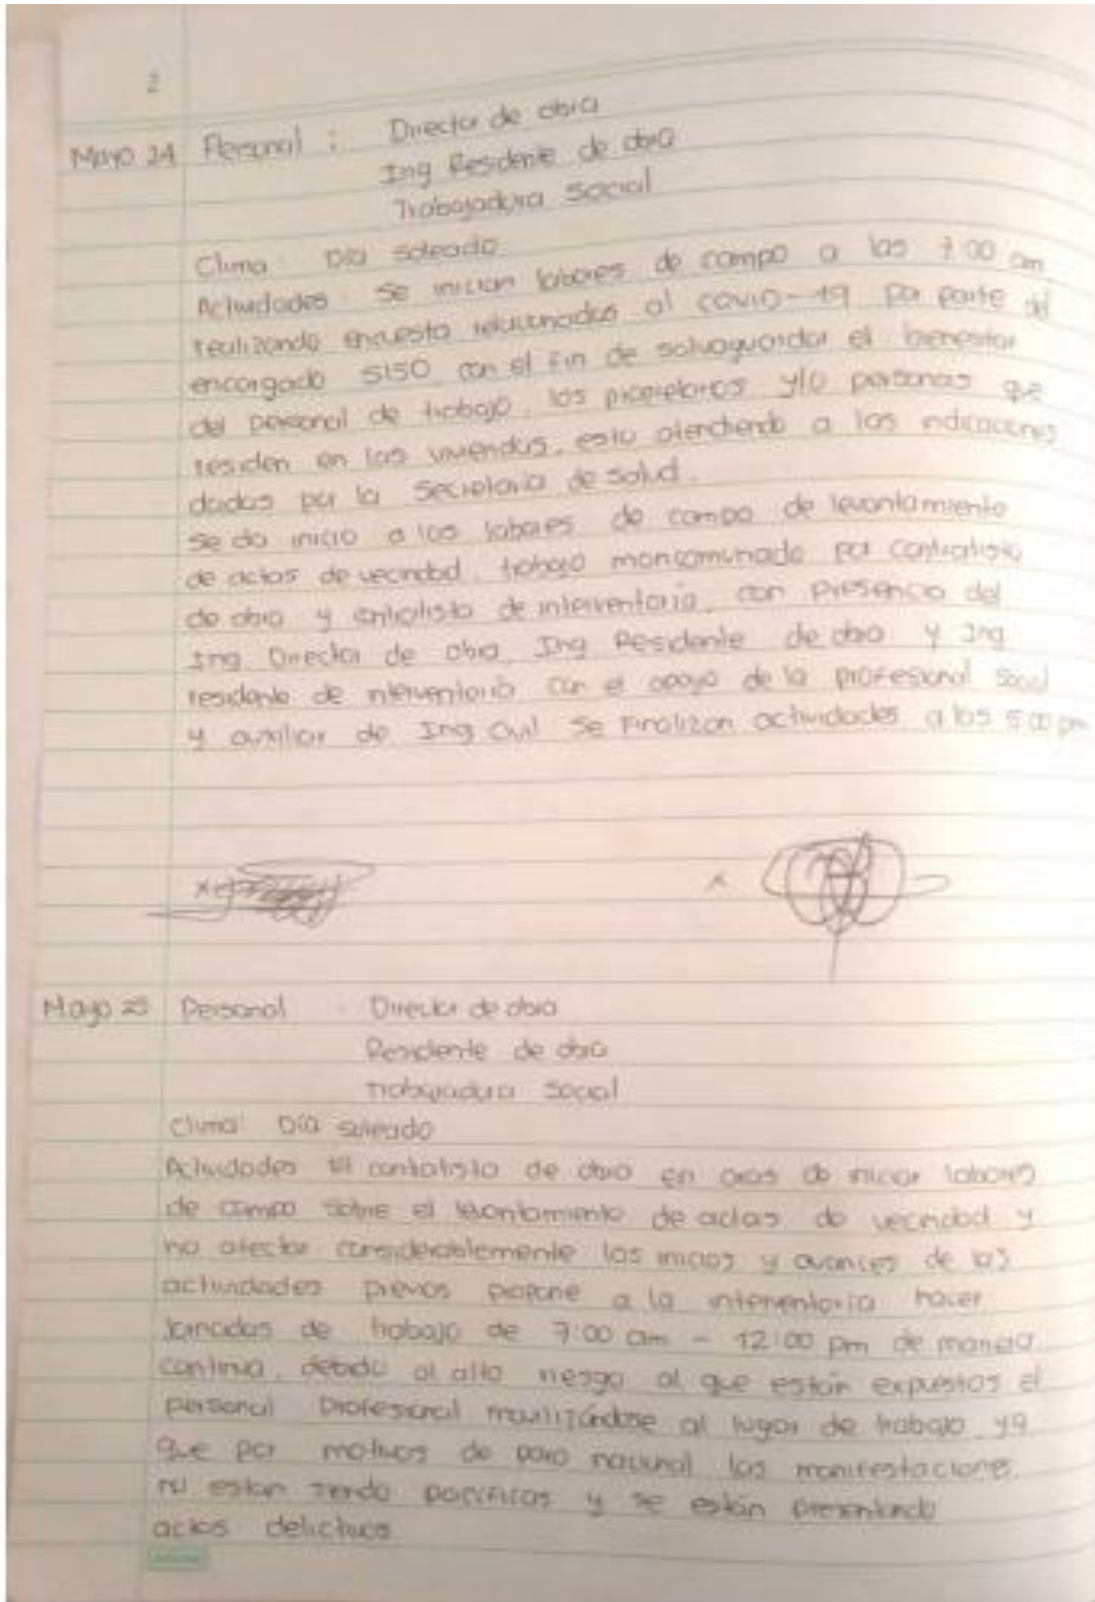 2
Mayo 24 Personal : Director de obra
Ing Residente de obra
Trabajadora Social
Clima Día soleado
Actividades Se inician labores de campo a las 7:00 am
realizando encuesta relacionados al covid-19 por parte del
encargado SISO, con el fin de salvaguardar el bienestar
del personal de trabajo, los propietarios y/o personas que
residen en las viviendas, esto atendiendo a las indicaciones
dadas por la Secretaria de Salud.
se da inicio a las labores de campo de levantamiento
de actas de vecindad, trabajo mancomunado por contratista
de obra y de interventoria, con presencia del
Ing Director de obra, Ing Residente de obra y Ing
residente de interventoria con el apoyo de la profesional Social
y auxiliar de Ing Civil Se finalizan actividades a las 5:00 pm
x
x
Mayo 25 Personal : Director de obra
Residente de obra
Trabajadora Social
Clima: Día soleado
Actividades El contratista de obra en aras de iniciar labores
de campo sobre el levantamiento de actas de vecindad y
no afectar considerablemente los inicios y avances de las
actividades previas propone a la interventoria hacer
Jornadas de trabajo de 7:00 am - 12:00 pm de manera
continua, debido al alto riesgo al que están expuestos el
personal profesional movilizándose al lugar de trabajo ya
que por motivos de paro nacional las manifestaciones
no estan siendo pacificas y se están presentando
actos delictivos